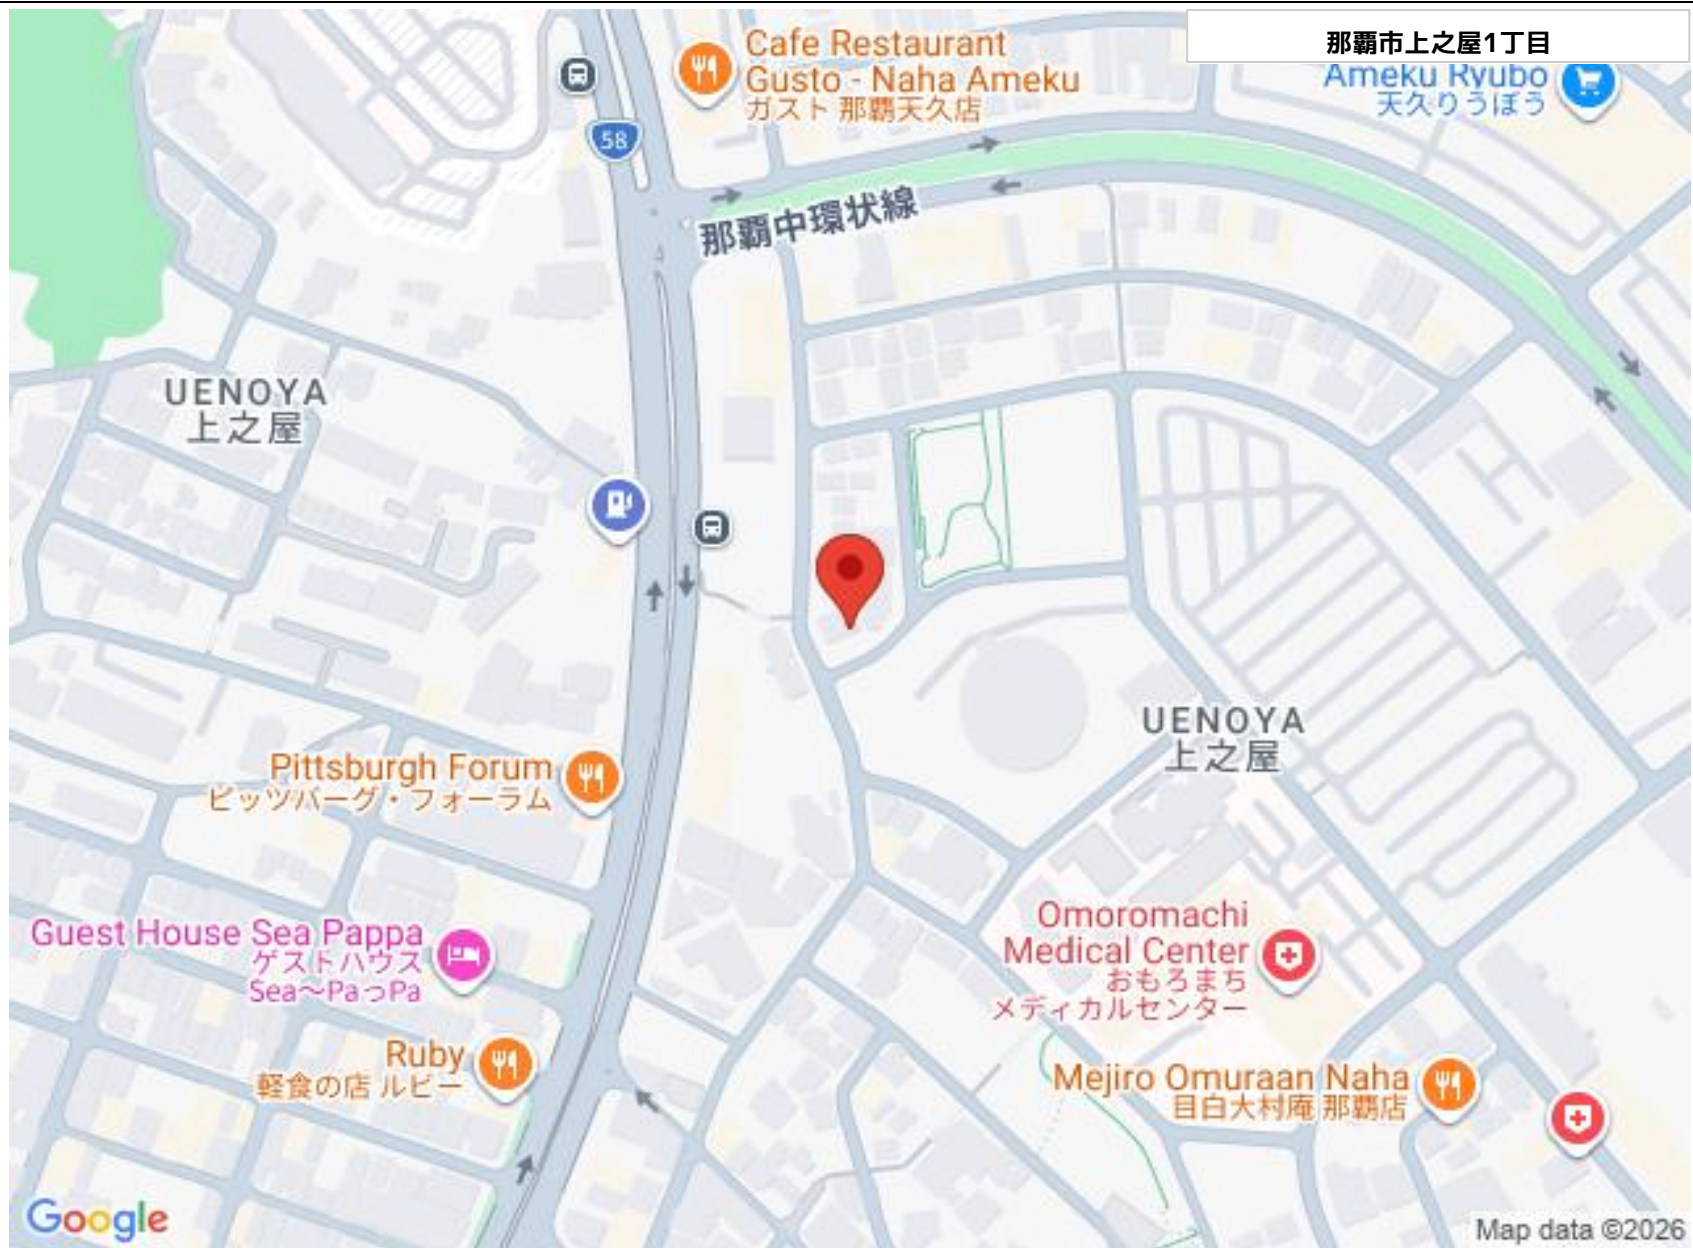 那覇市上之屋1丁目
Cafe Restaurant
Gusto - Naha Ameku
ガスト 那覇天久店
Ameku Ryubo
天久りうぼう
58
那覇中環状線
UENOYA
上之屋
UENOYA
上之屋
Pittsburgh Forum
ピッツバーグ・フォーラム
Guest House Sea Pappa
ゲストハウス
Sea〜PaっPa
Omoromachi
Medical Center
おもろまち
メディカルセンター
Ruby
軽食の店 ルビー
Mejiro Omuraan Naha
目白大村庵 那覇店
Google
Map data ©2026